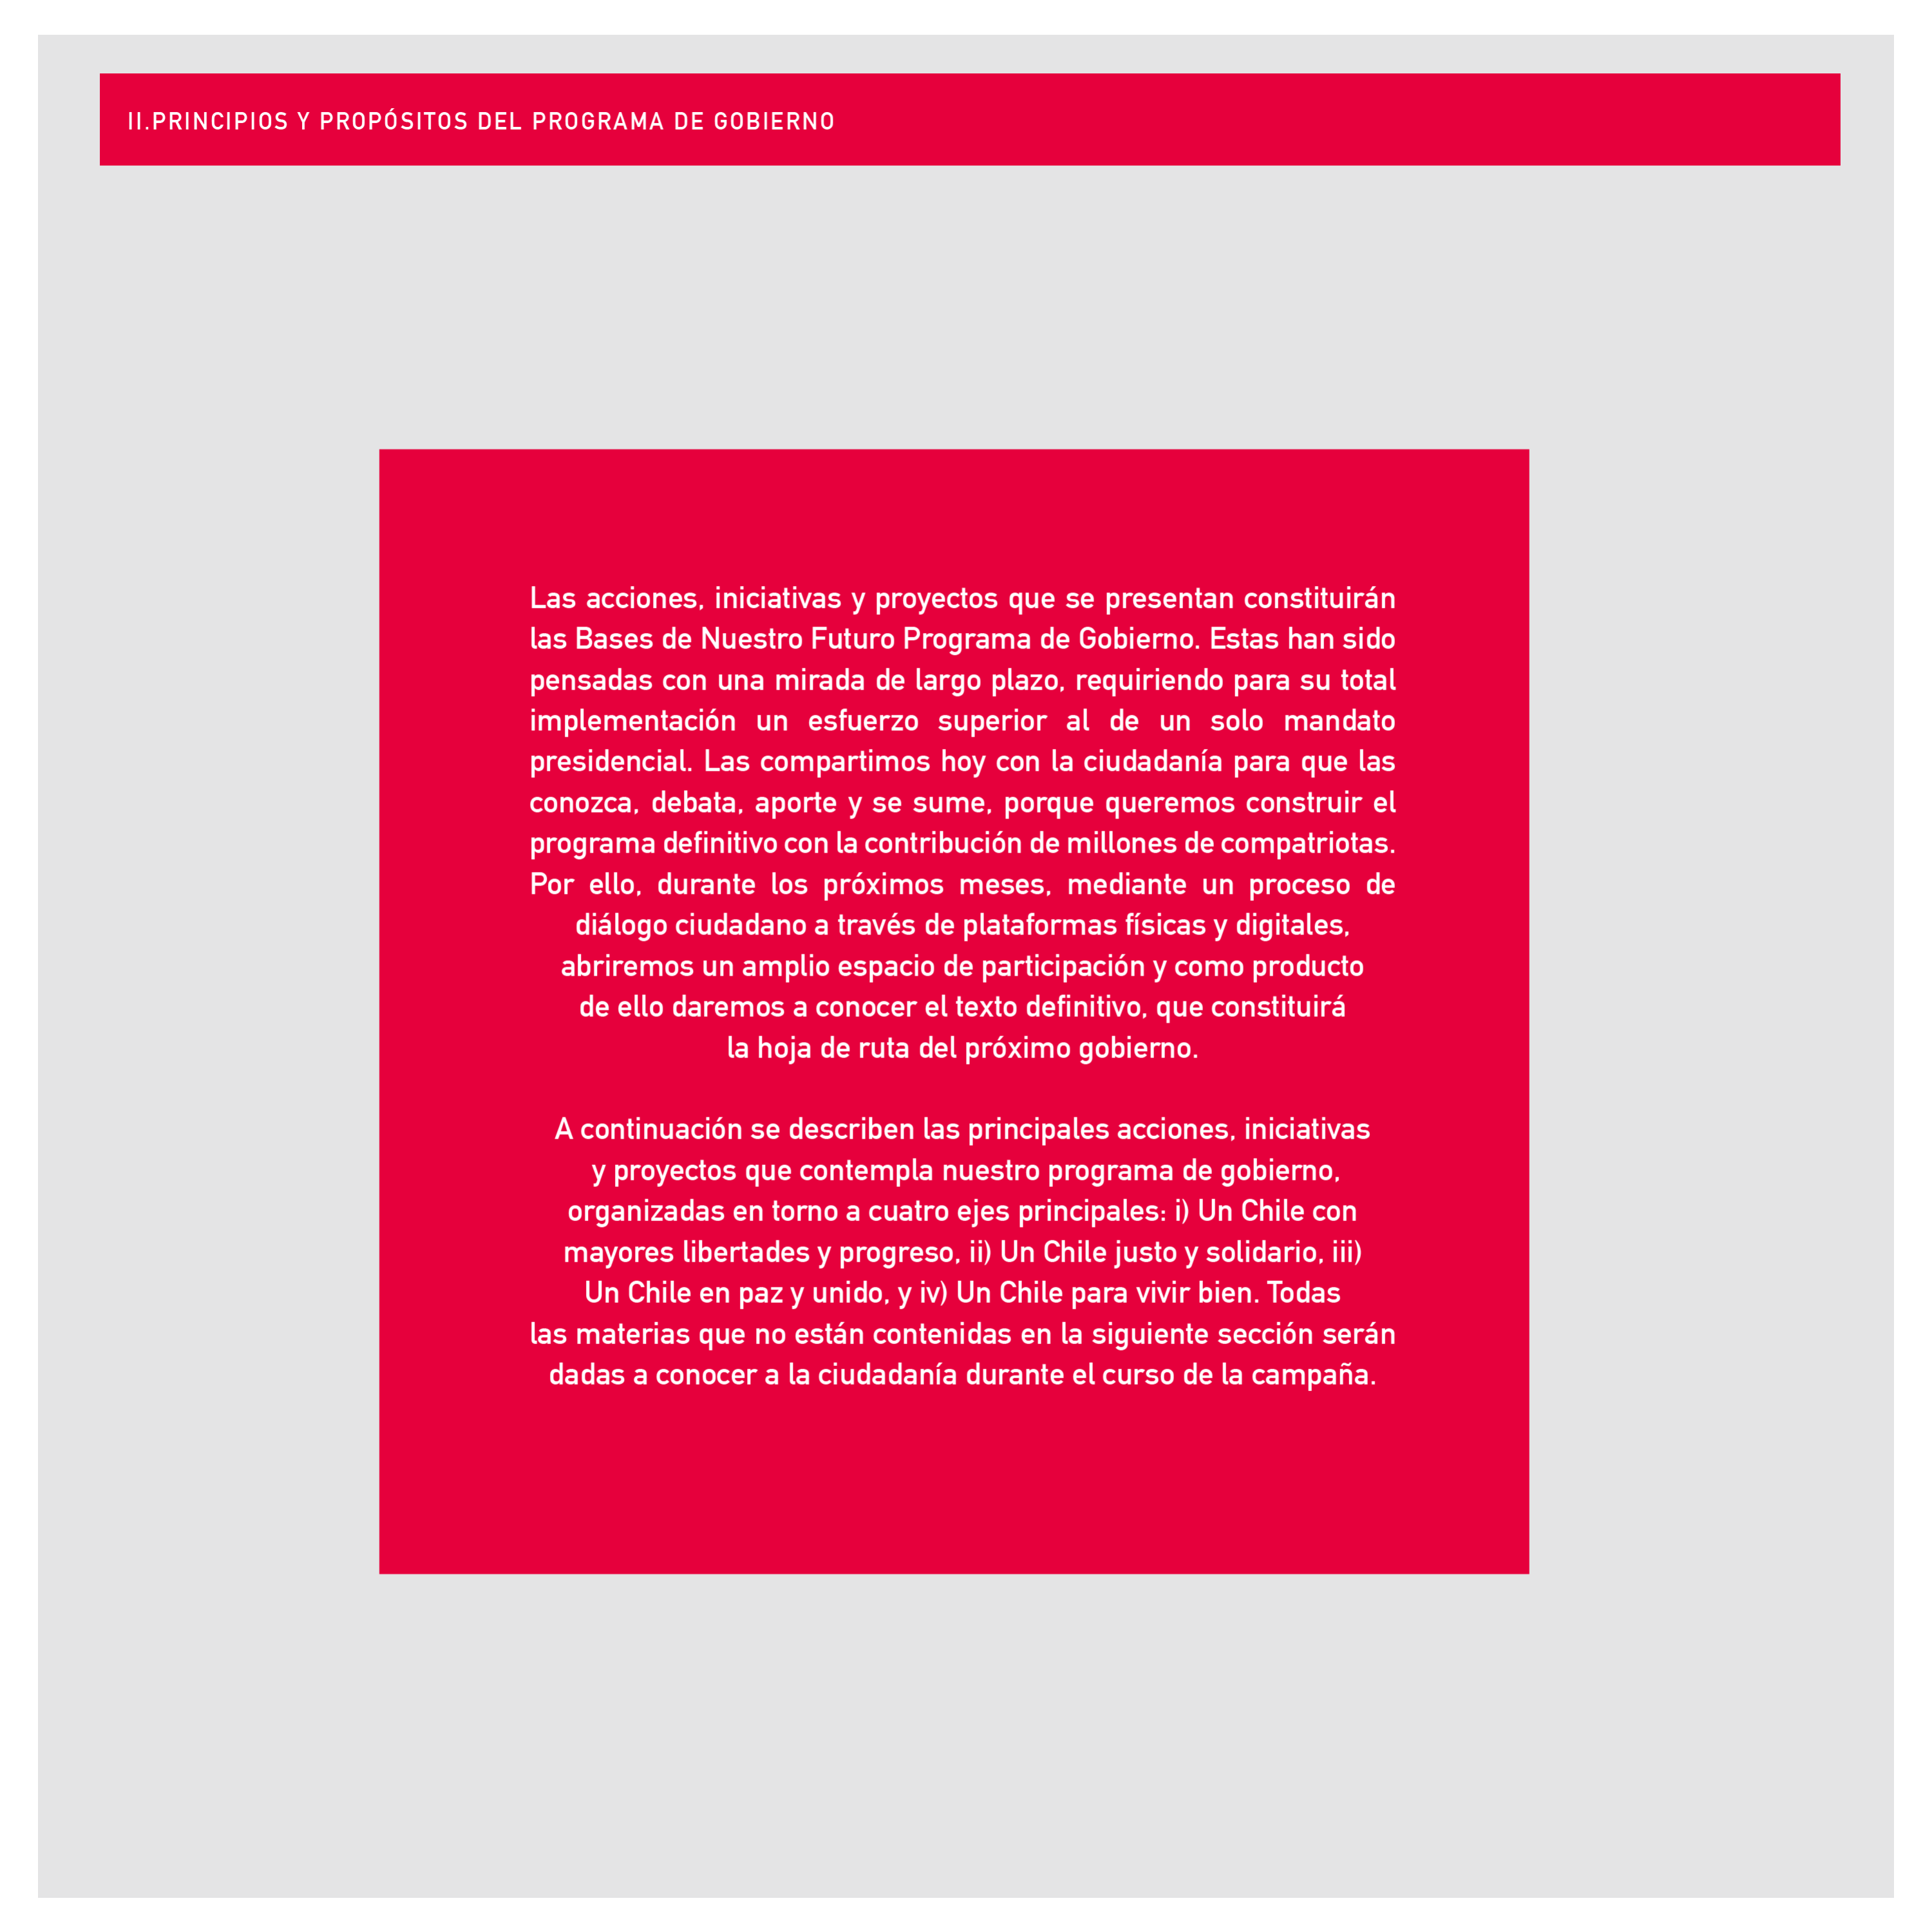 II.PRINCIPIOS Y PROPÓSITOS DEL PROGRAMA DE GOBIERNO
Las acciones, iniciativas y proyectos que se presentan constituirán
las Bases de Nuestro Futuro Programa de Gobierno. Estas han sido
pensadas con una mirada de largo plazo, requiriendo para su total
implementación un esfuerzo superior al de un solo mandato
presidencial. Las compartimos hoy con la ciudadanía para que las
conozca, debata, aporte y se sume, porque queremos construir el
programa definitivo con la contribución de millones de compatriotas.
Por ello, durante los próximos meses, mediante un proceso de
diálogo ciudadano a través de plataformas físicas y digitales,
abriremos un amplio espacio de participación y como producto
de ello daremos a conocer el texto definitivo, que constituirá
la hoja de ruta del próximo gobierno.
A continuación se describen las principales acciones, iniciativas
y proyectos que contempla nuestro programa de gobierno,
organizadas en torno a cuatro ejes principales: i) Un Chile con
mayores libertades y progreso, ii) Un Chile justo y solidario, iii)
Un Chile en paz y unido, y iv) Un Chile para vivir bien. Todas
las materias que no están contenidas en la siguiente sección serán
dadas a conocer a la ciudadanía durante el curso de la campaña.